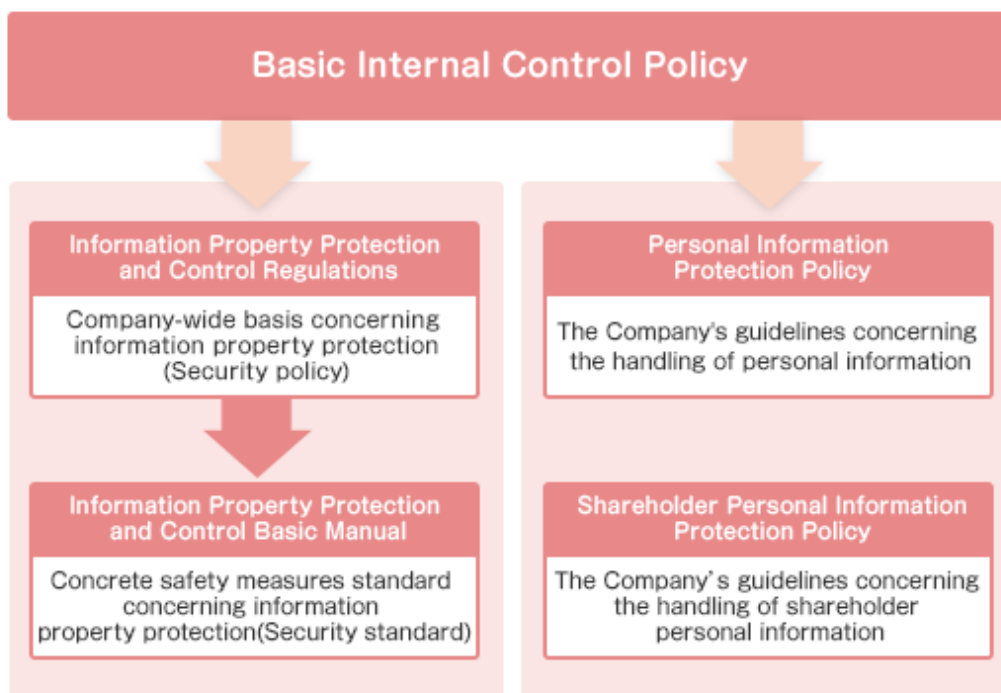 Basic Internal Control Policy
Information Property Protection
and Control Regulations
Company-wide basis concerning
information property protection
(Security policy)
Information Property Protection
and Control Basic Manual
Concrete safety measures standard
concerning information
property protection(Security standard)
Personal Information
Protection Policy
The Company's guidelines concerning
the handling of personal information
Shareholder Personal Information
Protection Policy
The Company’s guidelines concerning
the handling of shareholder
personal information